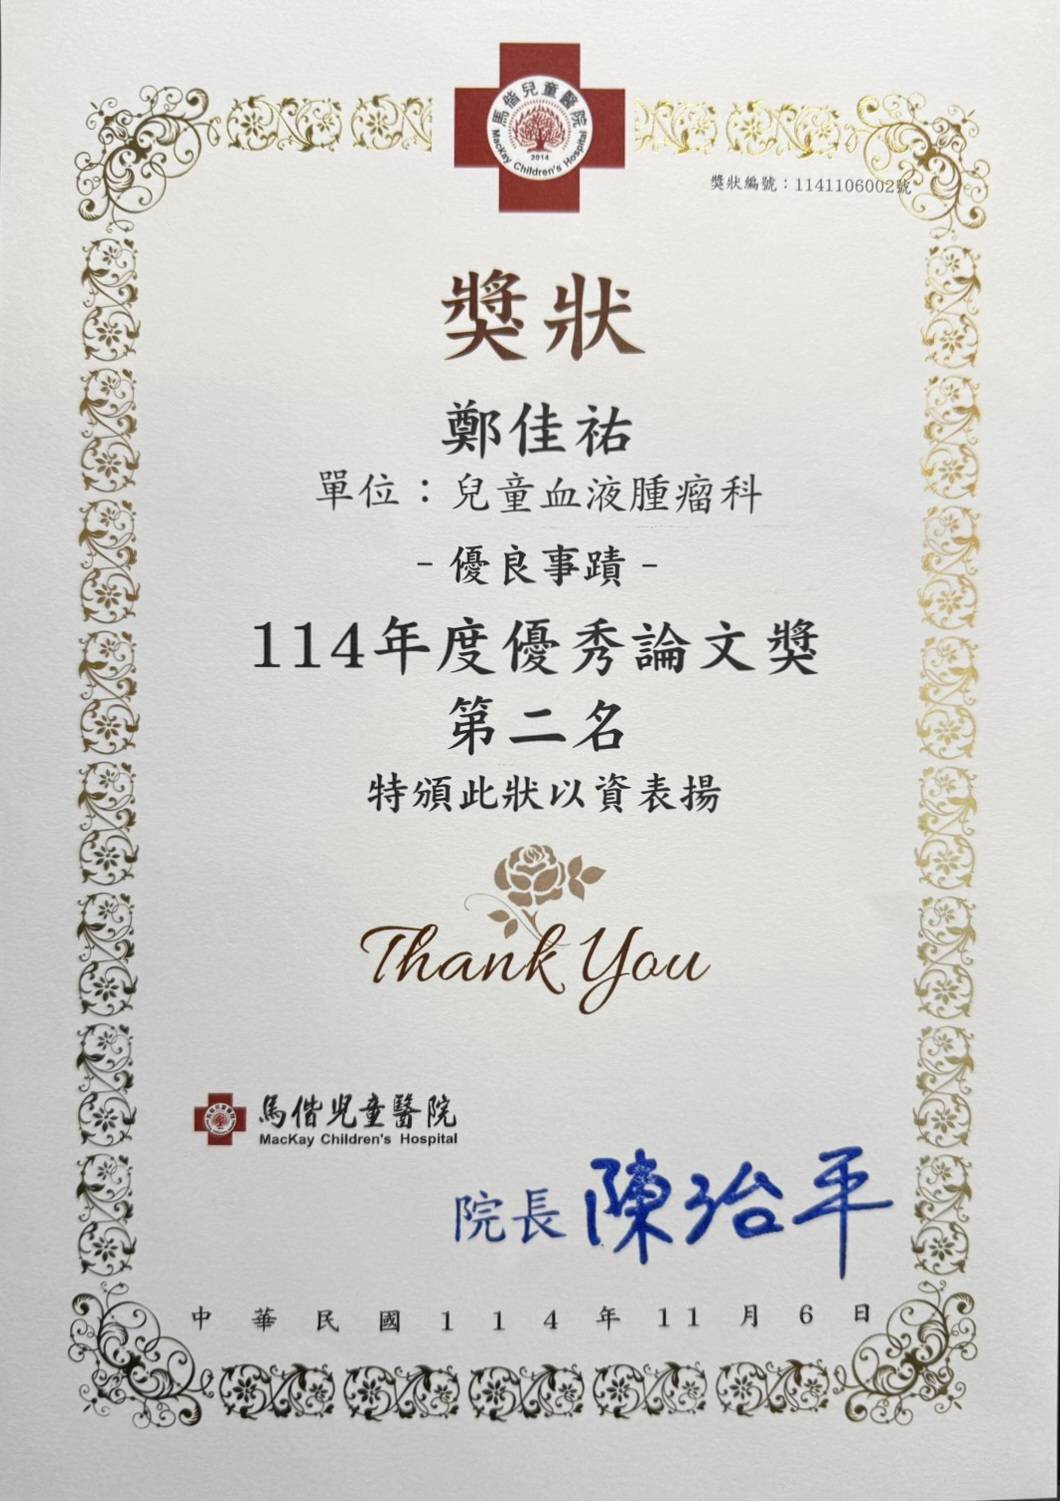 馬偕兒童醫院
MacKay Children's Hospital
2014
獎狀編號：1141106002號
獎狀
鄭佳祐
單位：兒童血液腫瘤科
- 優良事蹟 -
114年度優秀論文獎
第二名
特頒此狀以資表揚
Thank You
馬偕兒童醫院
MacKay Children's Hospital
院長 陳治平
中華民國114年11月6日